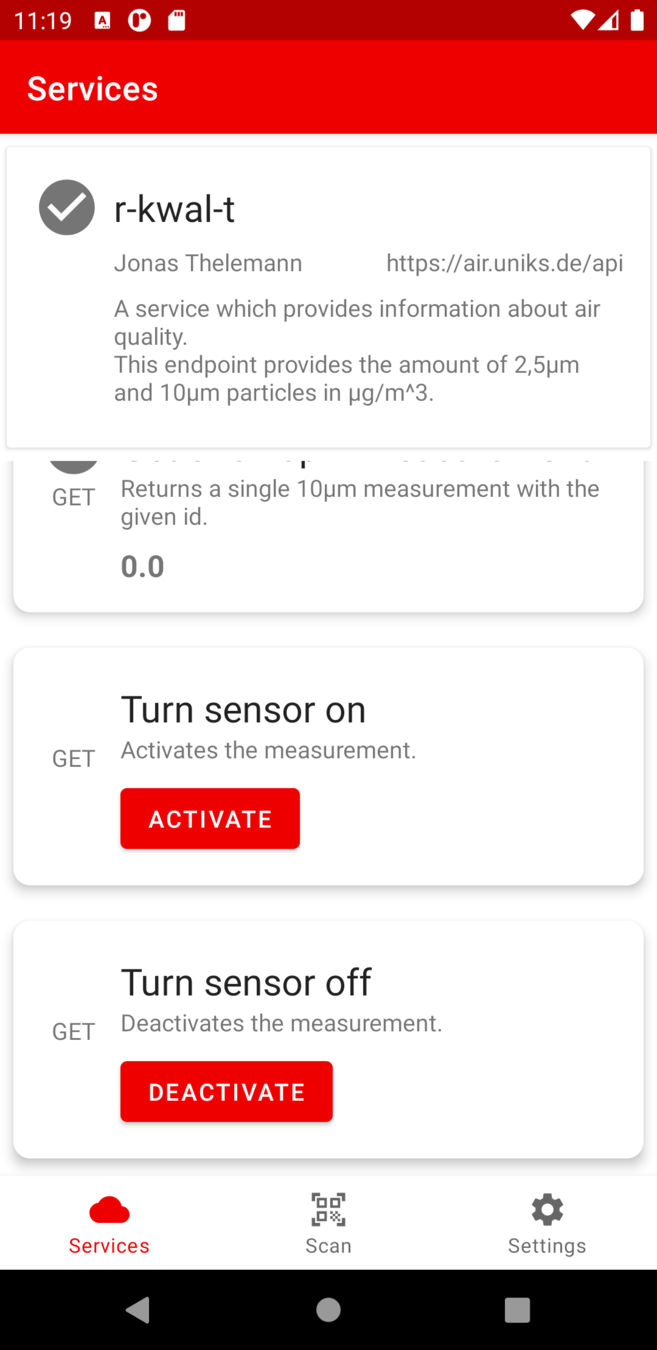 11:19
Services
r-kwal-t
Jonas Thelemann https://air.uniks.de/api
A service which provides information about air
quality.
This endpoint provides the amount of 2,5µm
and 10µm particles in µg/m^3.
GET Returns a single 10µm measurement with the
given id.
0.0
Turn sensor on
GET Activates the measurement.
ACTIVATE
Turn sensor off
GET Deactivates the measurement.
DEACTIVATE
Services Scan Settings